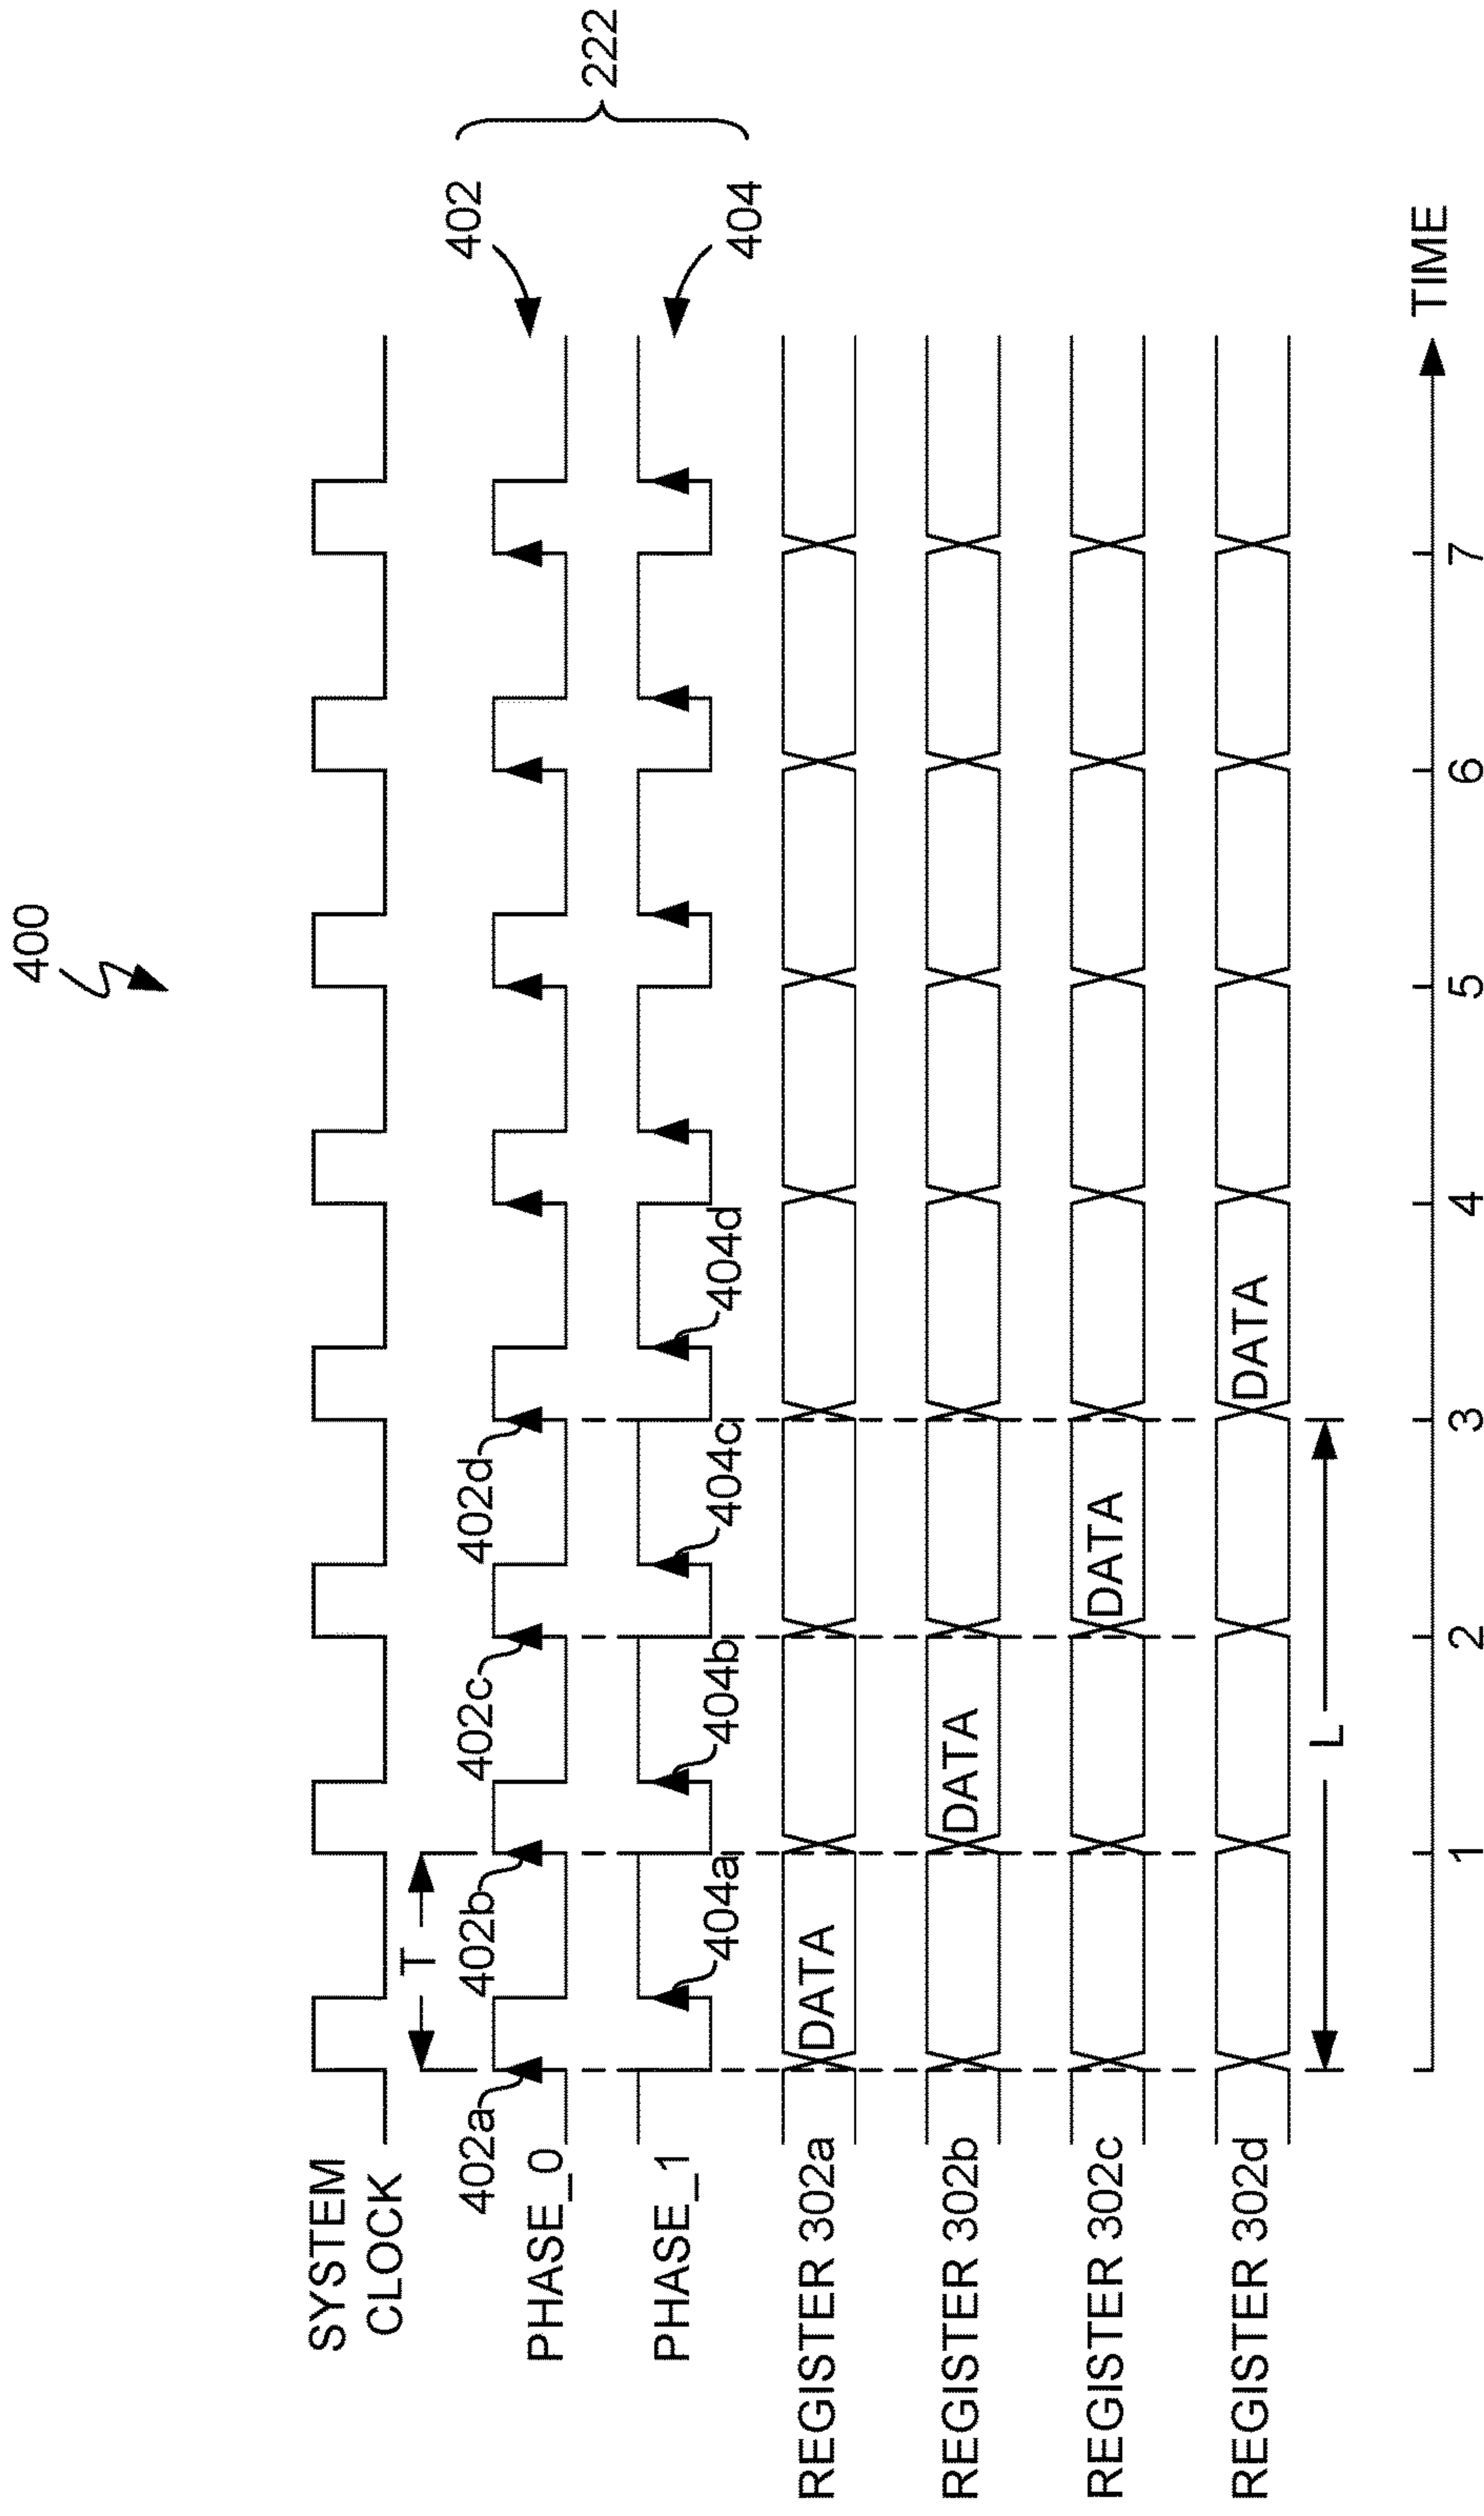 400
SYSTEM
CLOCK
T
402a
402b
402c
402d
402
PHASE_0
222
PHASE_1
404a
404b
404c
404d
404
REGISTER 302a
DATA
REGISTER 302b
DATA
REGISTER 302c
DATA
REGISTER 302d
DATA
L
TIME
1 2 3 4 5 6 7